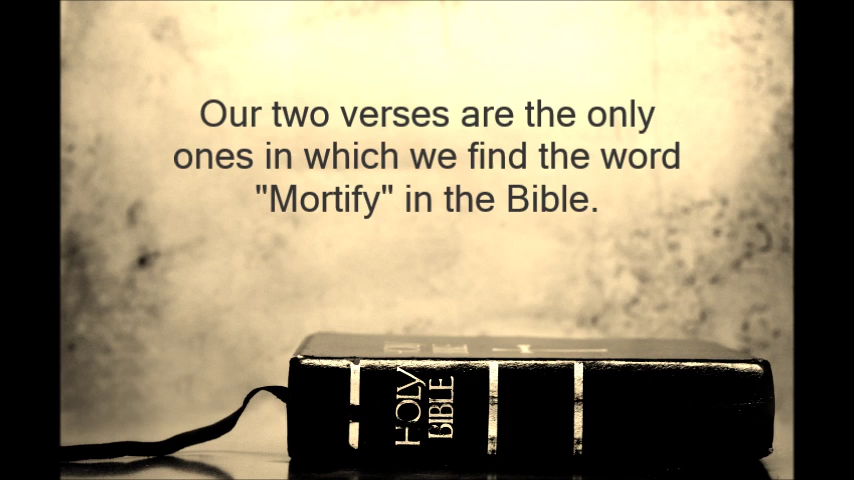 Our two verses are the only
ones in which we find the word
"Mortify" in the Bible.
HOLY
BIBLE